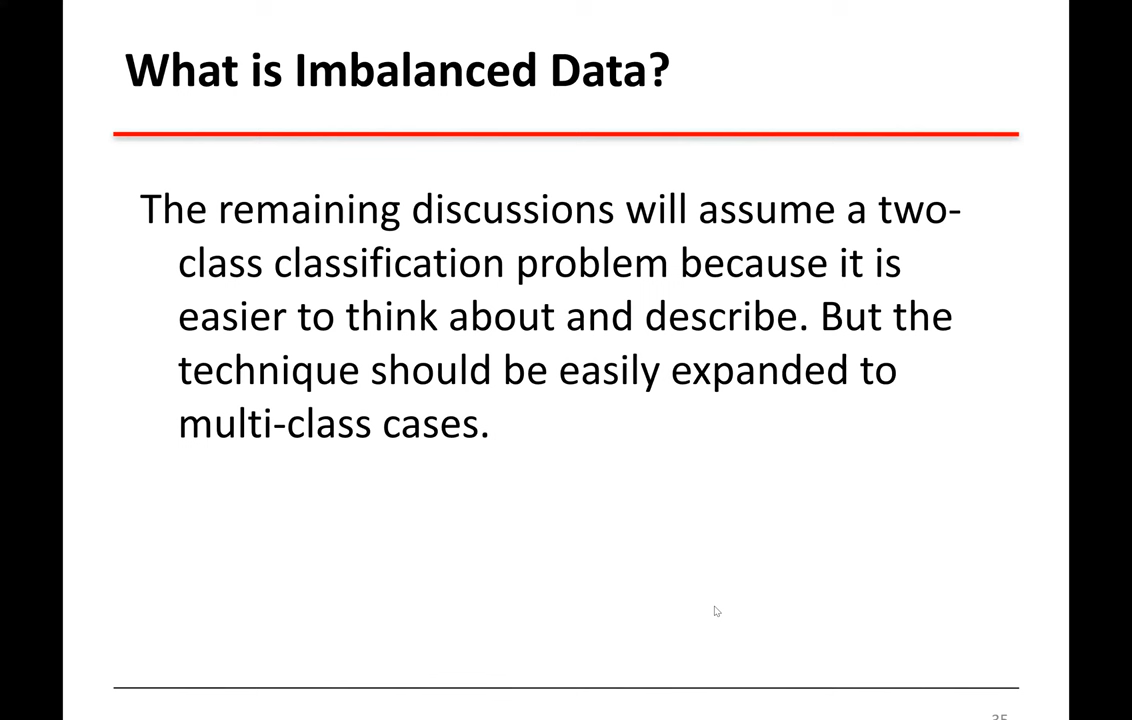 What is Imbalanced Data?
The remaining discussions will assume a two-
class classification problem because it is
easier to think about and describe. But the
technique should be easily expanded to
multi-class cases.
35